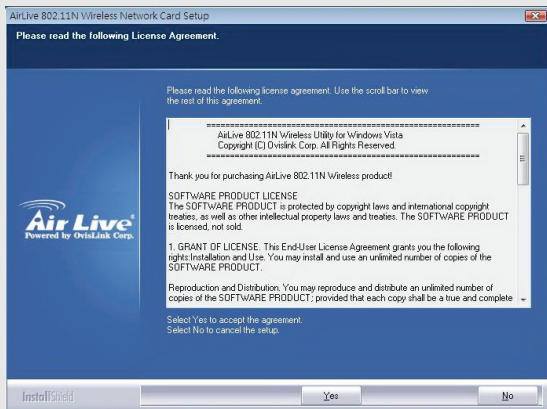 AirLive 802.11N Wireless Network Card Setup
Please read the following License Agreement.
Please read the following license agreement. Use the scroll bar to view
the rest of this agreement.
================================================
AirLive 802.11N Wireless Utility for Windows Vista
Copyright (C) Ovislink Corp. All Rights Reserved.
================================================
Thank you for purchasing AirLive 802.11N Wireless product!
SOFTWARE PRODUCT LICENSE
The SOFTWARE PRODUCT is protected by copyright laws and international copyright
treaties, as well as other intellectual property laws and treaties. The SOFTWARE PRODUCT
is licensed, not sold.
1. GRANT OF LICENSE. This End-User License Agreement grants you the following
rights:Installation and Use. You may install and use an unlimited number of copies of the
SOFTWARE PRODUCT.
Reproduction and Distribution. You may reproduce and distribute an unlimited number of
copies of the SOFTWARE PRODUCT; provided that each copy shall be a true and complete
Air Live®
Powered by OvisLink Corp.
Select Yes to accept the agreement.
Select No to cancel the setup.
InstallShield
Yes
No